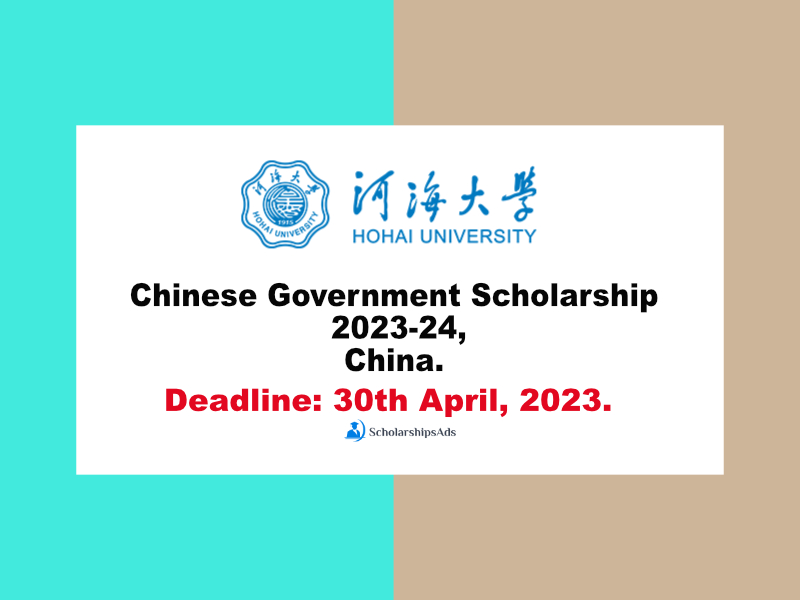 河海大学
HOHAI UNIVERSITY
1915
河海大學
HOHAI UNIVERSITY
Chinese Government Scholarship
2023-24,
China.
Deadline: 30th April, 2023.
ScholarshipsAds